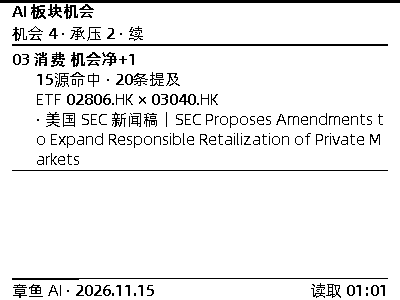 AI 板块机会
机会 4 · 承压 2 · 续
03 消费 机会净+1
15源命中 · 20条提及
ETF 02806.HK × 03040.HK
· 美国 SEC 新闻稿｜SEC Proposes Amendments t
o Expand Responsible Retailization of Private M
arkets
章鱼 AI · 2026.11.15
读取 01:01